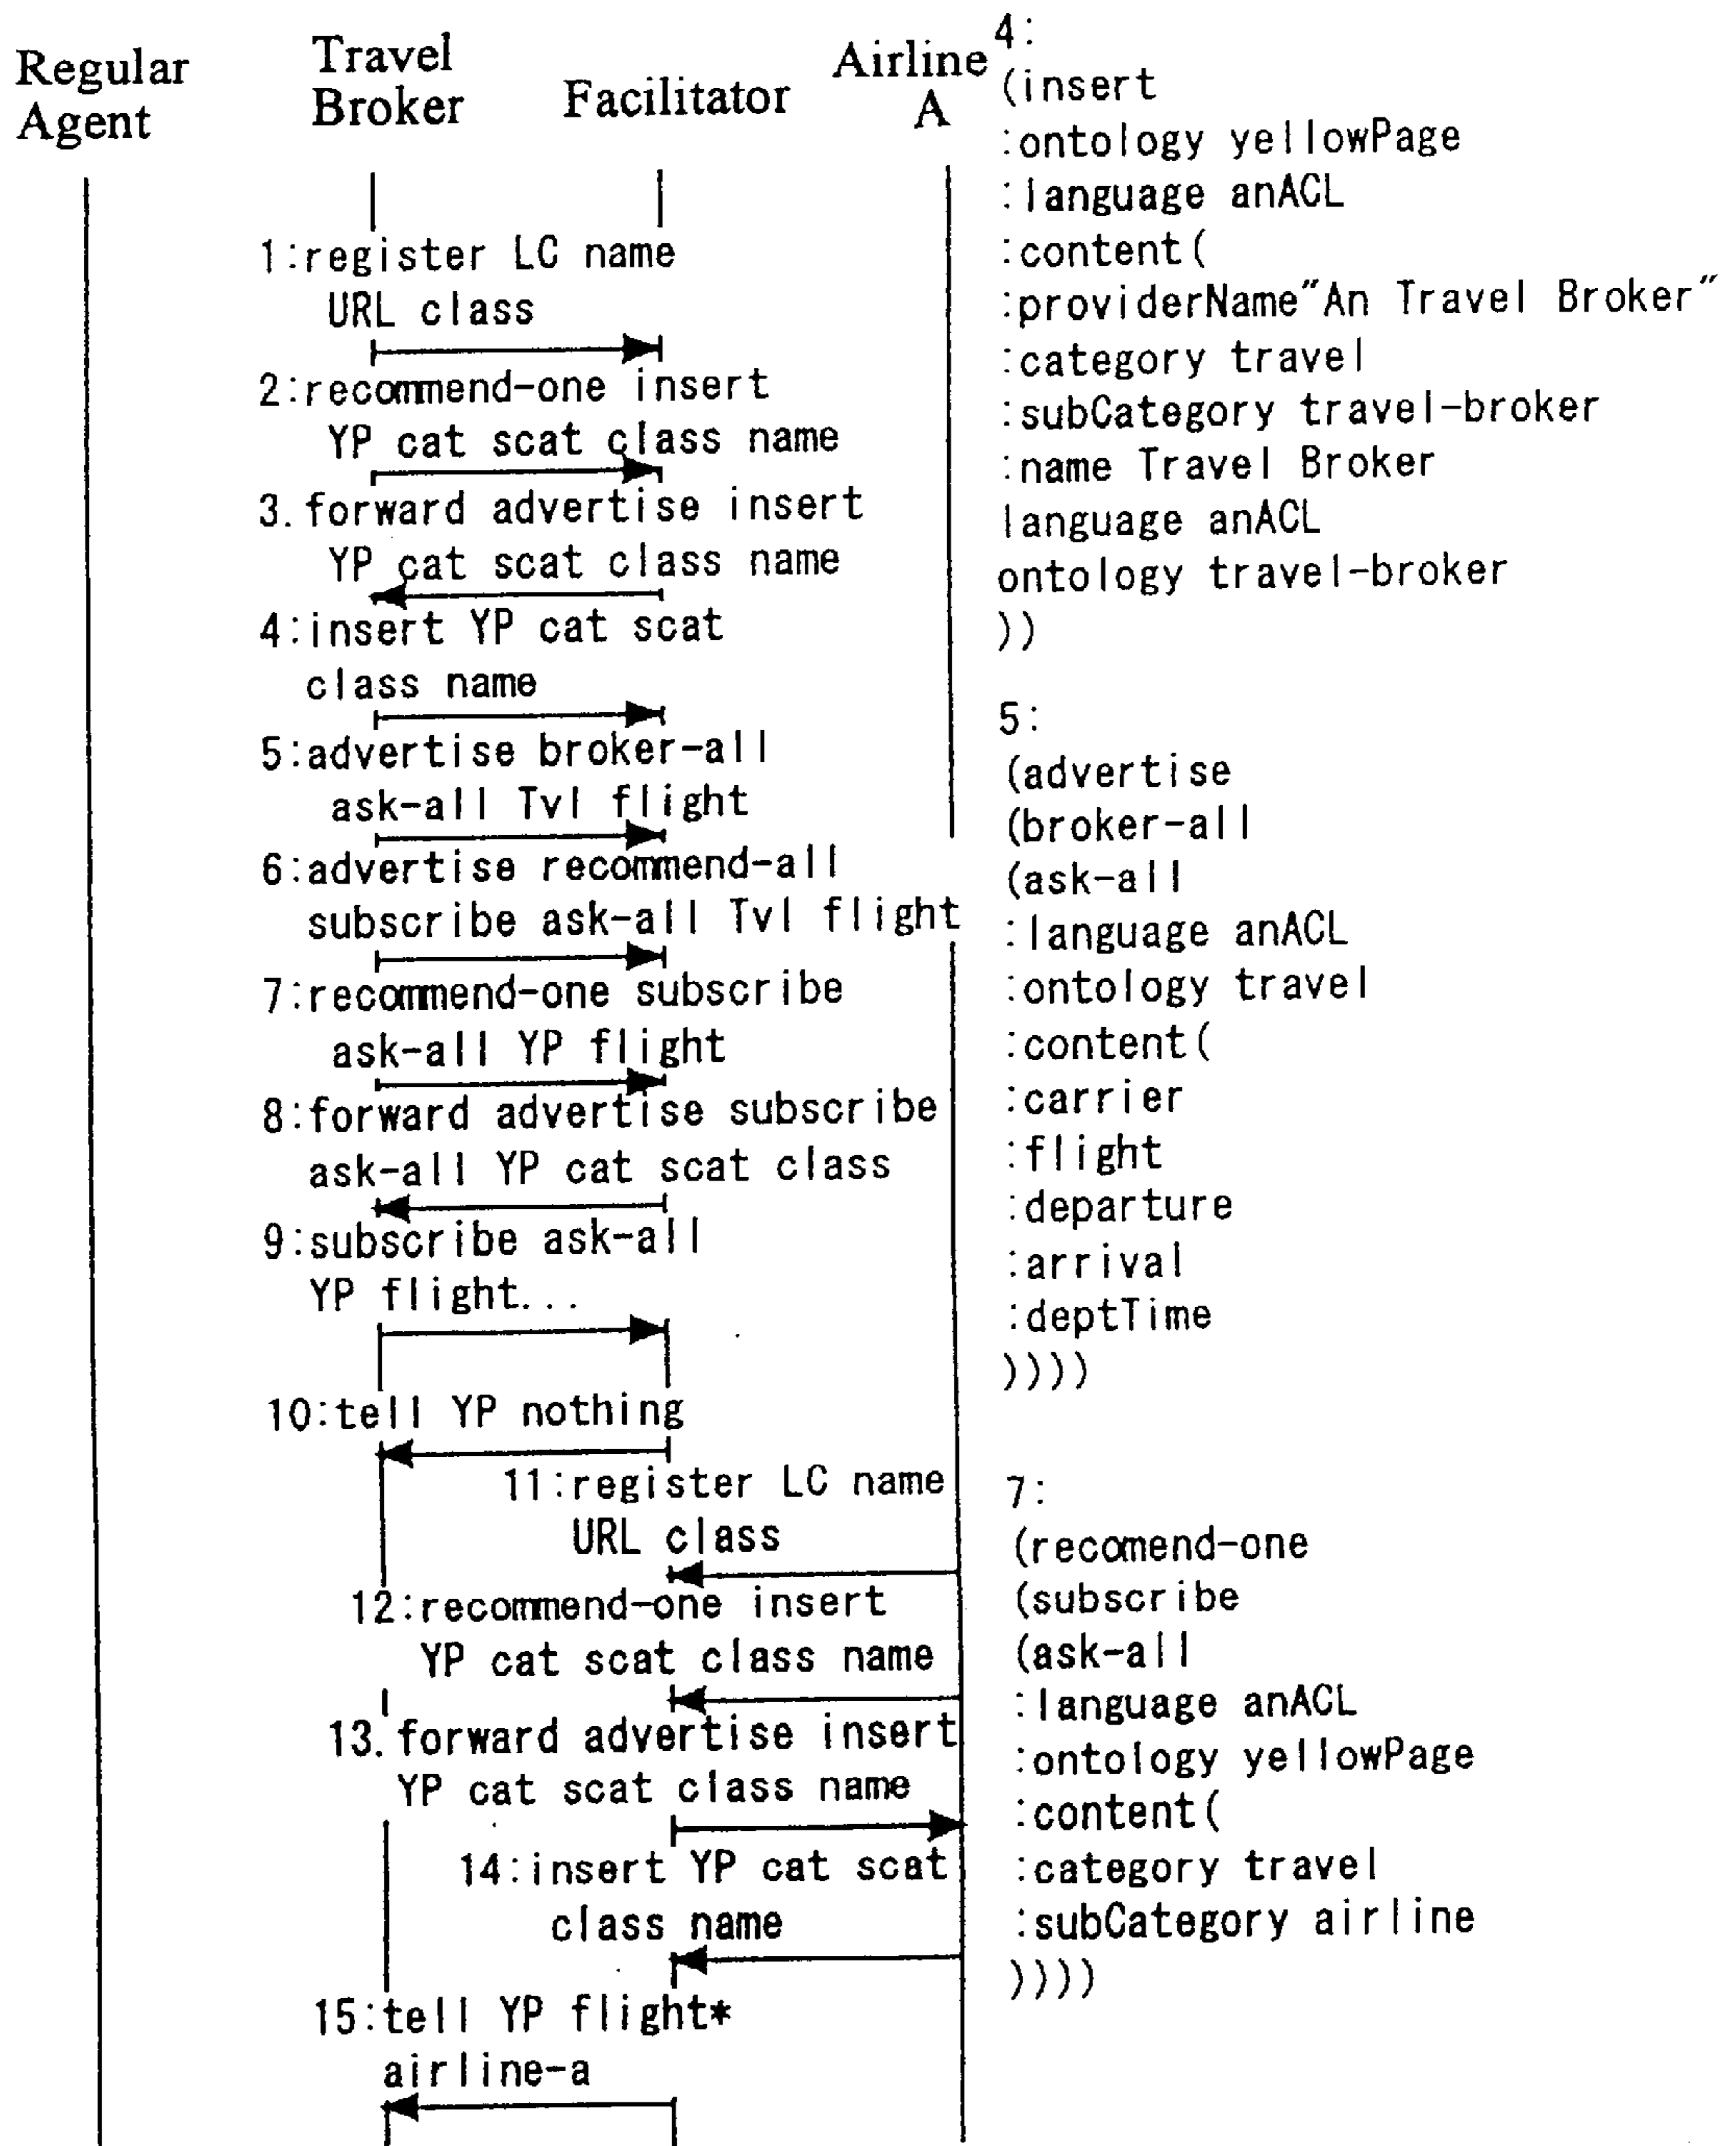 Regular
Agent
Travel
Broker
Facilitator
Airline
A
1:register LC name
URL class
2:recommend-one insert
YP cat scat class name
3.forward advertise insert
YP cat scat class name
4:insert YP cat scat
class name
5:advertise broker-all
ask-all Tvl flight
6:advertise recommend-all
subscribe ask-all Tvl flight
7:recommend-one subscribe
ask-all YP flight
8:forward advertise subscribe
ask-all YP cat scat class
9:subscribe ask-all
YP flight...
10:tell YP nothing
11:register LC name
URL class
12:recommend-one insert
YP cat scat class name
13.forward advertise insert
YP cat scat class name
14:insert YP cat scat
class name
15:tell YP flight*
airline-a
4:
(insert
:ontology yellowPage
:language anACL
:content(
:providerName"An Travel Broker"
:category travel
:subCategory travel-broker
:name Travel Broker
language anACL
ontology travel-broker
))
5:
(advertise
(broker-all
(ask-all
:language anACL
:ontology travel
:content(
:carrier
:flight
:departure
:arrival
:deptTime
))))
7:
(recomend-one
(subscribe
(ask-all
:language anACL
:ontology yellowPage
:content(
:category travel
:subCategory airline
))))